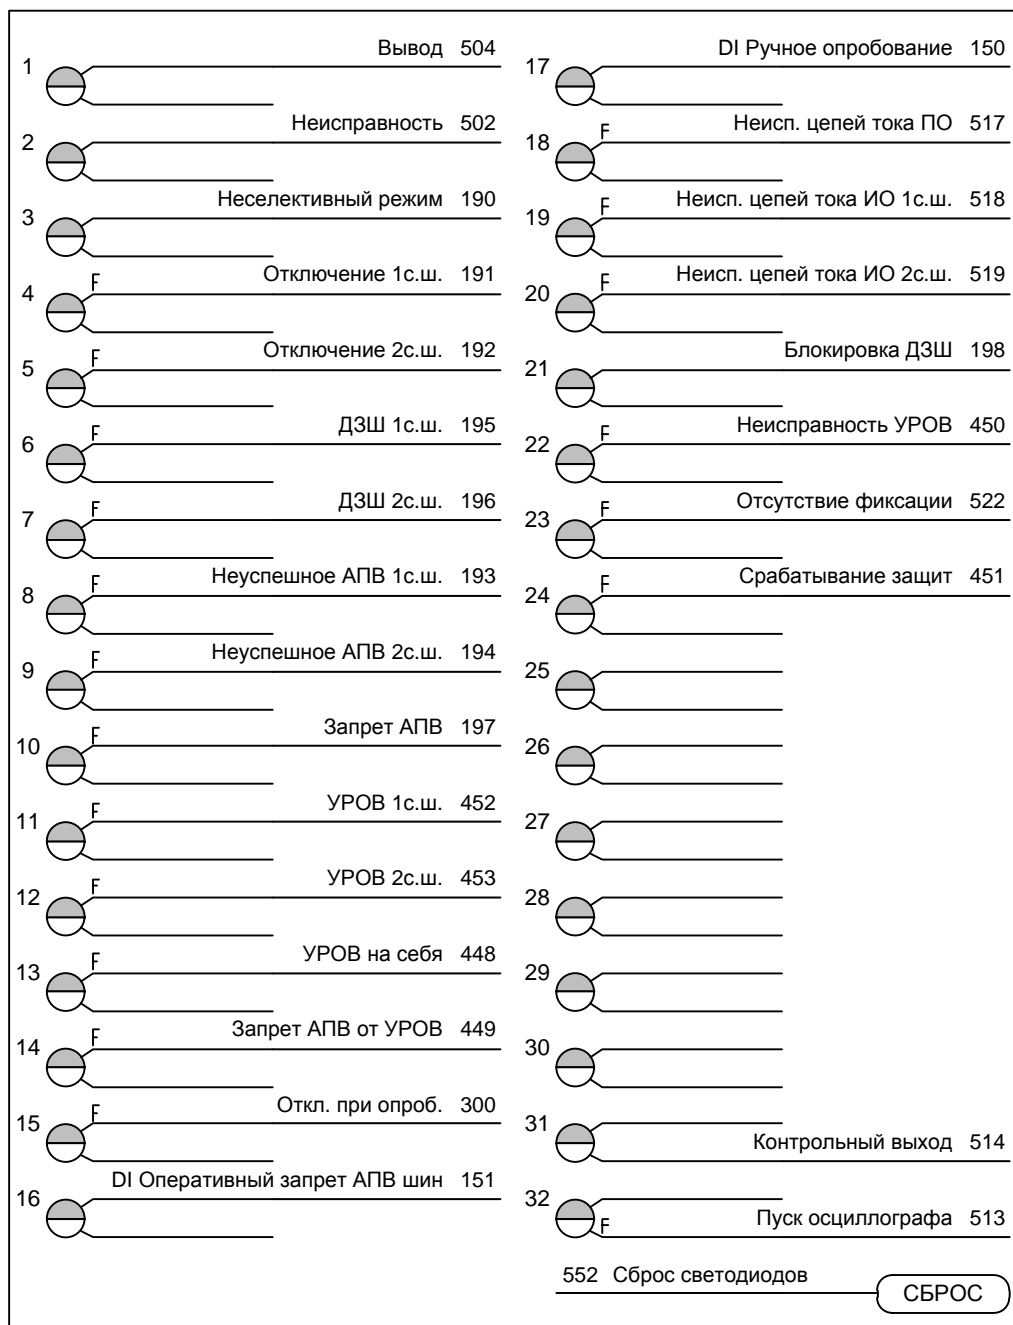 1 Вывод 504
2 Неисправность 502
3 Неселективный режим 190
4 F Отключение 1с.ш. 191
5 F Отключение 2с.ш. 192
6 F ДЗШ 1с.ш. 195
7 F ДЗШ 2с.ш. 196
8 F Неуспешное АПВ 1с.ш. 193
9 F Неуспешное АПВ 2с.ш. 194
10 F Запрет АПВ 197
11 F УРОВ 1с.ш. 452
12 F УРОВ 2с.ш. 453
13 F УРОВ на себя 448
14 F Запрет АПВ от УРОВ 449
15 F Откл. при опроб. 300
16 DI Оперативный запрет АПВ шин 151
17 DI Ручное опробование 150
18 F Неисп. цепей тока ПО 517
19 F Неисп. цепей тока ИО 1с.ш. 518
20 F Неисп. цепей тока ИО 2с.ш. 519
21 Блокировка ДЗШ 198
22 F Неисправность УРОВ 450
23 F Отсутствие фиксации 522
24 F Срабатывание защит 451
25
26
27
28
29
30
31 Контрольный выход 514
32 F Пуск осциллографа 513
552 Сброс светодиодов СБРОС